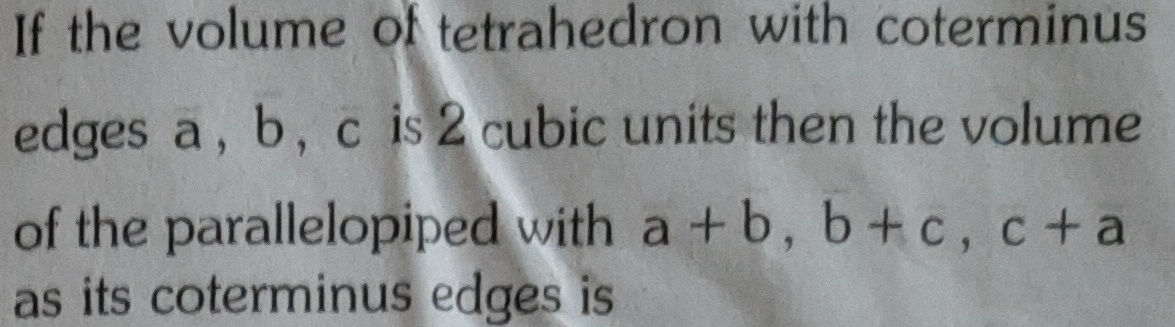 If the volume of tetrahedron with coterminus
edges a̅, b̅, c̅ is 2 cubic units then the volume
of the parallelopiped with a̅ + b̅, b̅ + c̅, c̅ + a̅
as its coterminus edges is